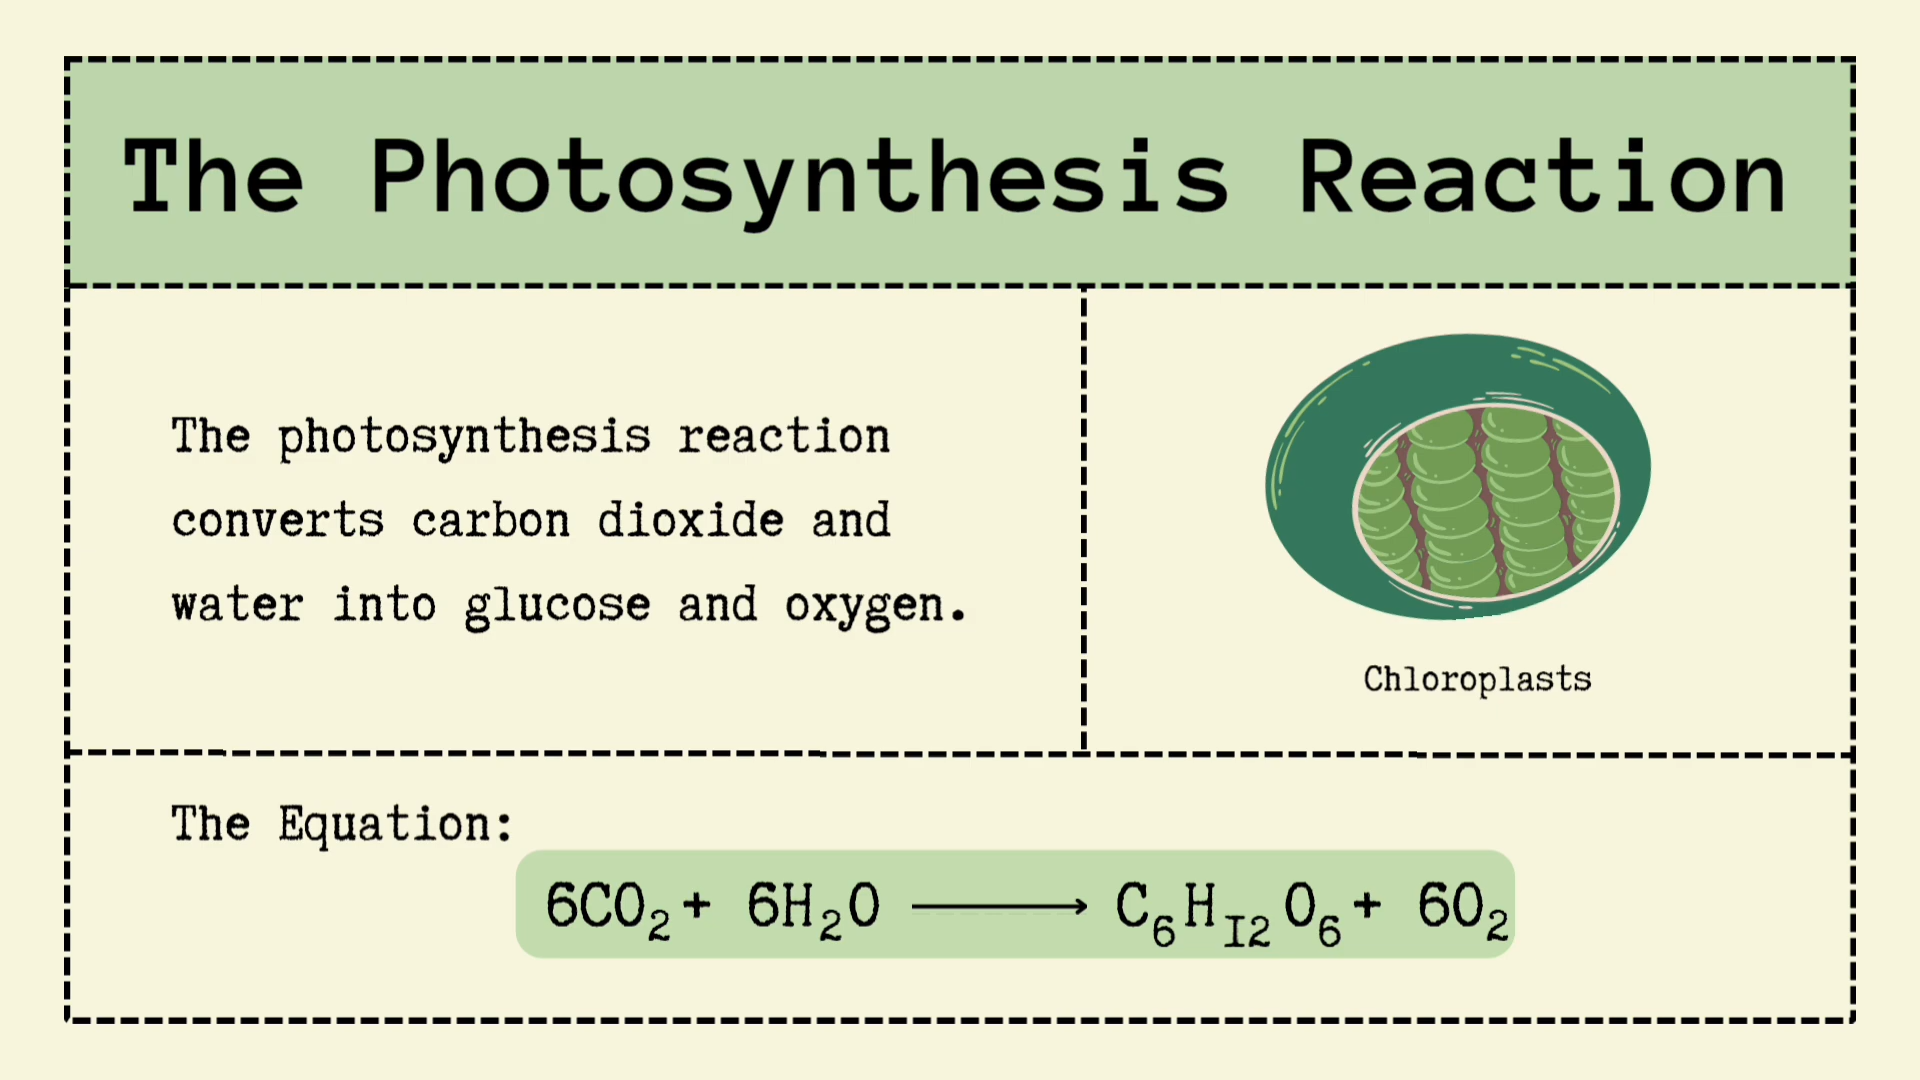 The Photosynthesis Reaction
The photosynthesis reaction
converts carbon dioxide and
water into glucose and oxygen.
Chloroplasts
The Equation:
6CO₂ + 6H₂O ⟶ C₆H₁₂O₆ + 6O₂